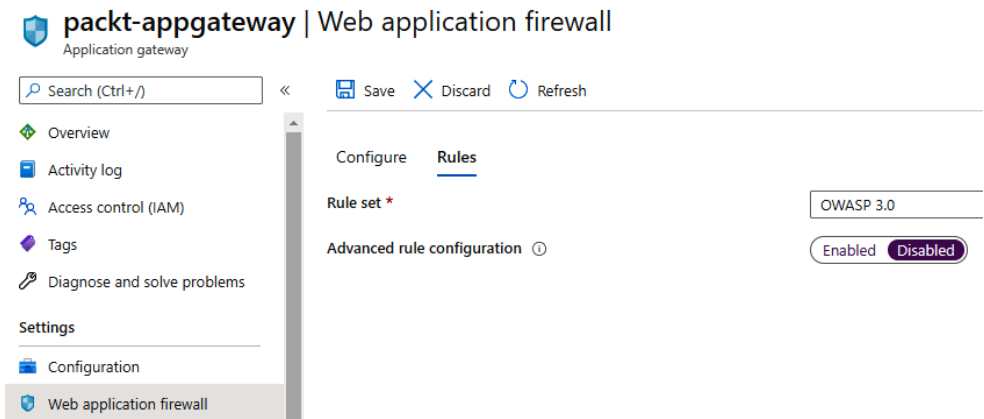 packt-appgateway | Web application firewall
Application gateway
Search (Ctrl+/)
«
Save
Discard
Refresh
Overview
Activity log
Access control (IAM)
Tags
Diagnose and solve problems
Settings
Configuration
Web application firewall
Configure
Rules
Rule set *
OWASP 3.0
Advanced rule configuration
Enabled
Disabled